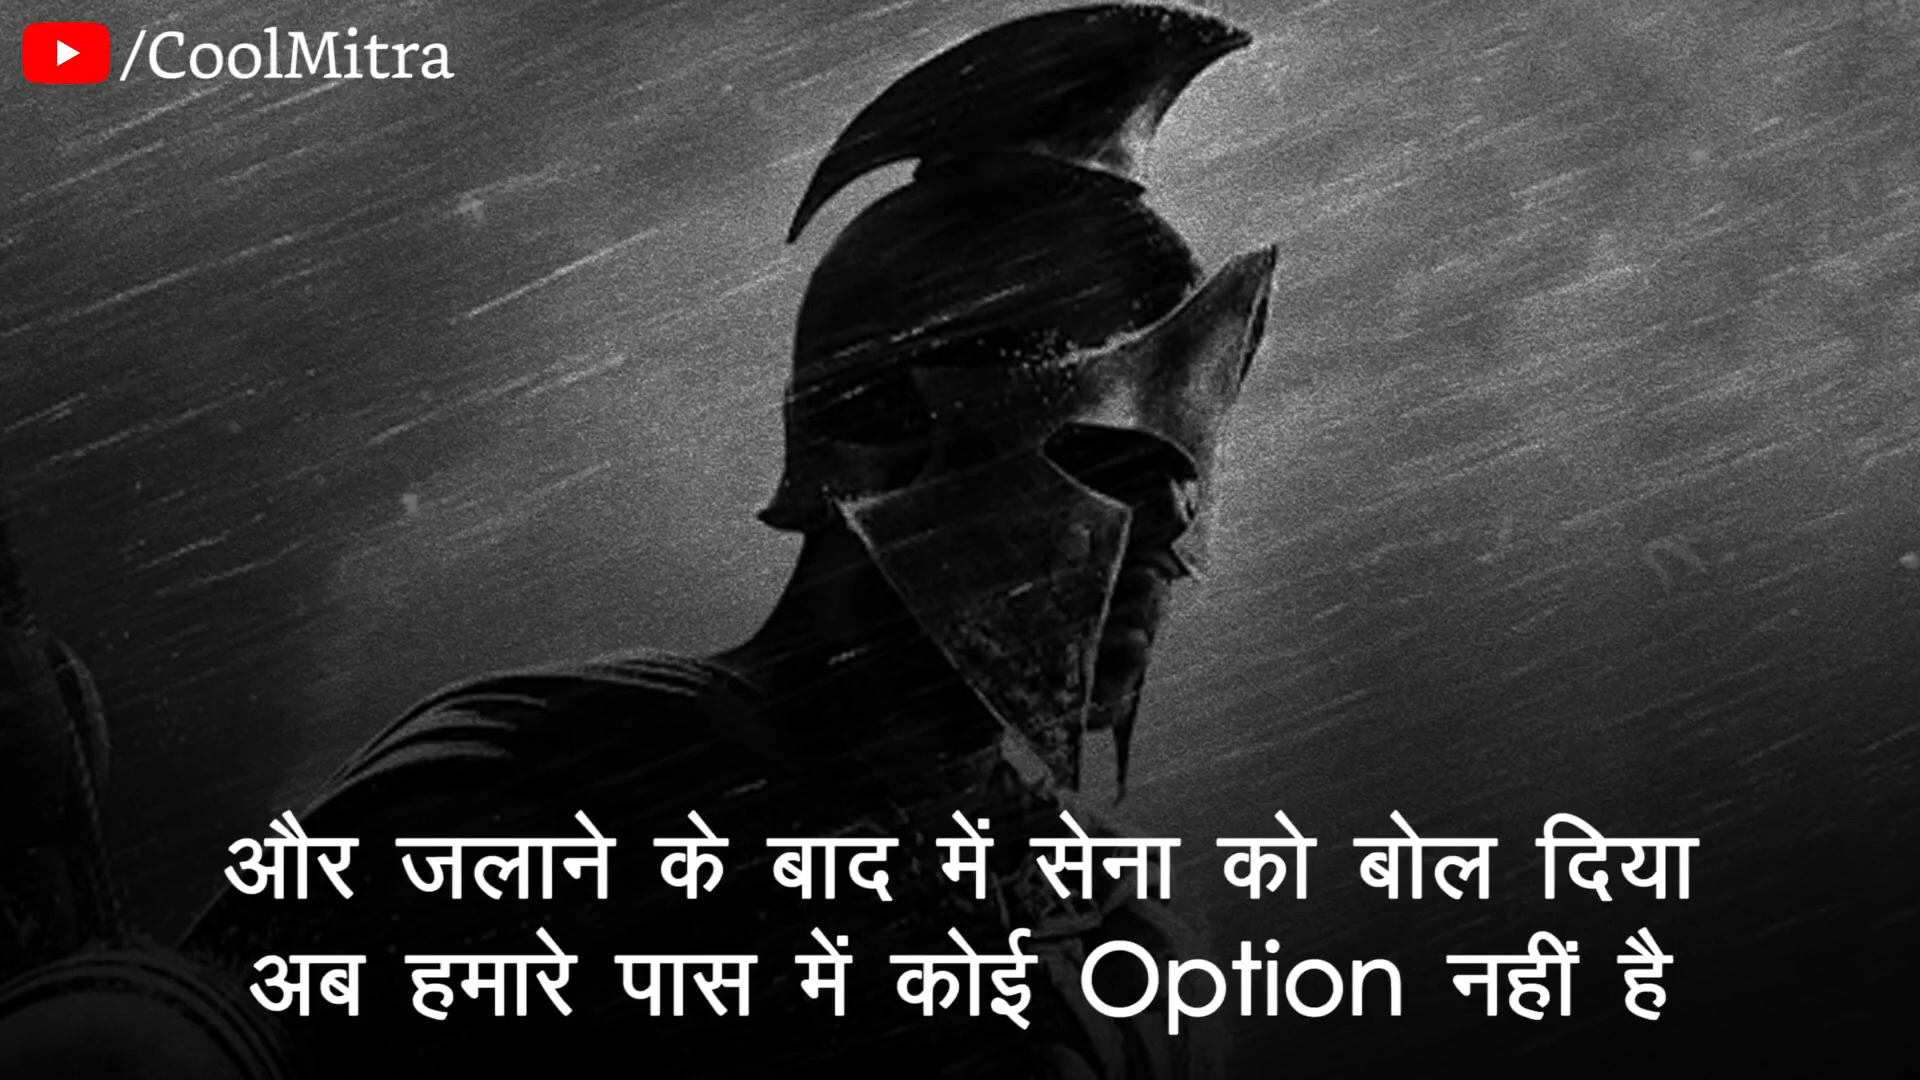 /CoolMitra
और जलाने के बाद में सेना को बोल दिया
अब हमारे पास में कोई Option नहीं है